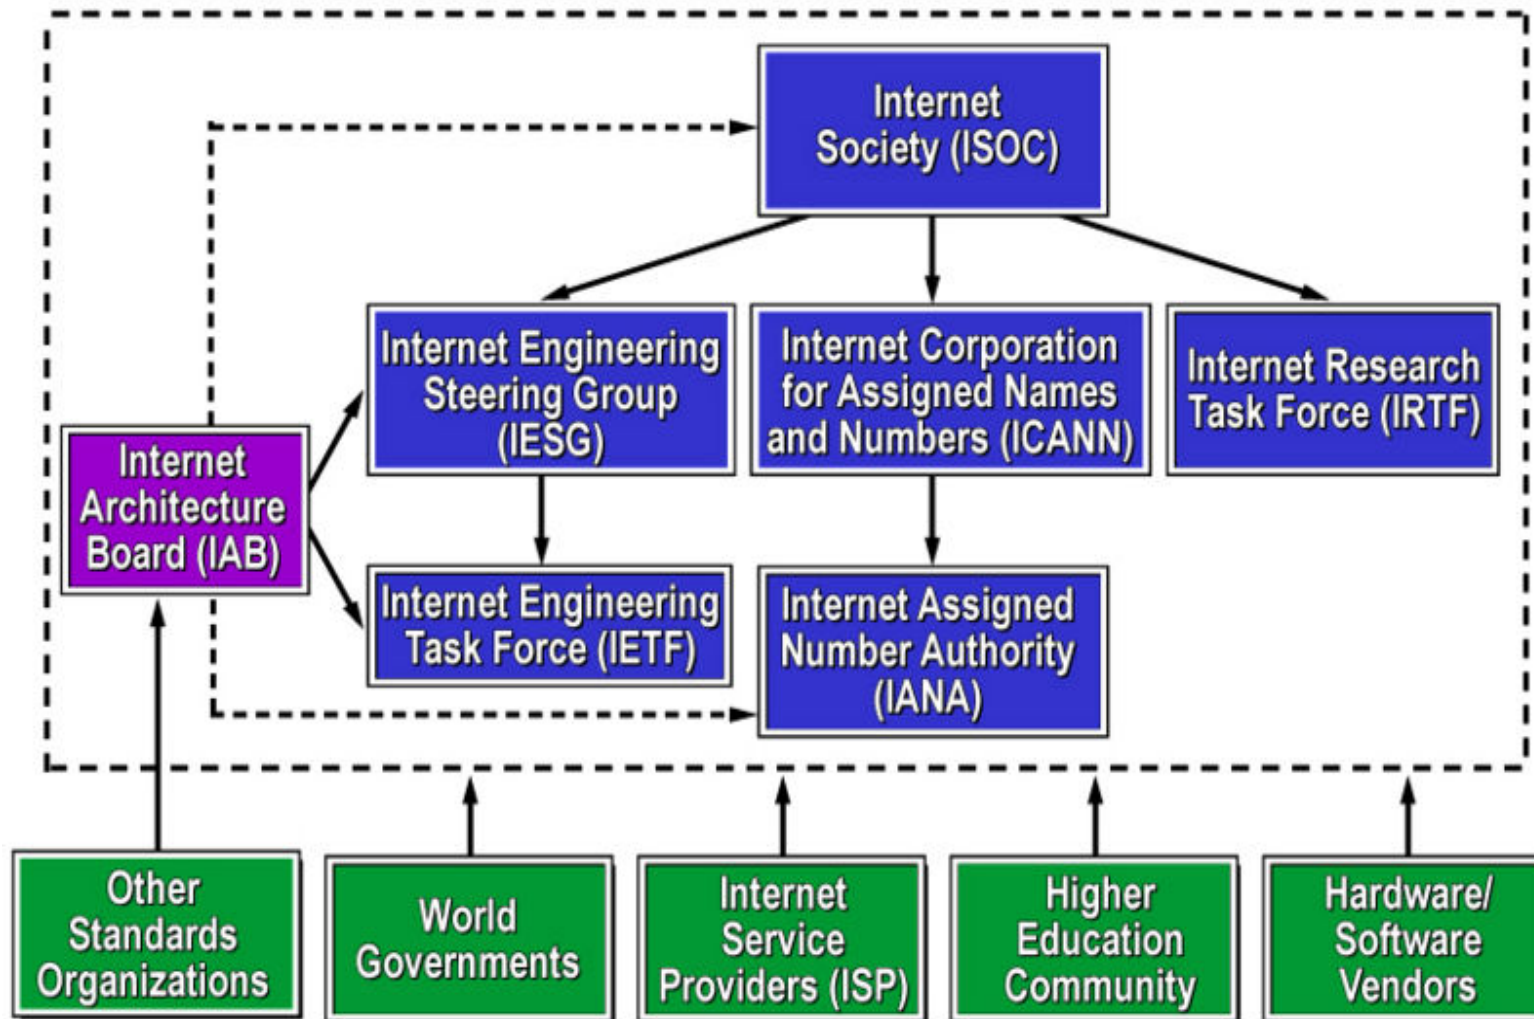 Internet
Society (ISOC)
Internet Engineering
Steering Group
(IESG)
Internet Corporation
for Assigned Names
and Numbers (ICANN)
Internet Research
Task Force (IRTF)
Internet
Architecture
Board (IAB)
Internet Engineering
Task Force (IETF)
Internet Assigned
Number Authority
(IANA)
Other
Standards
Organizations
World
Governments
Internet
Service
Providers (ISP)
Higher
Education
Community
Hardware/
Software
Vendors